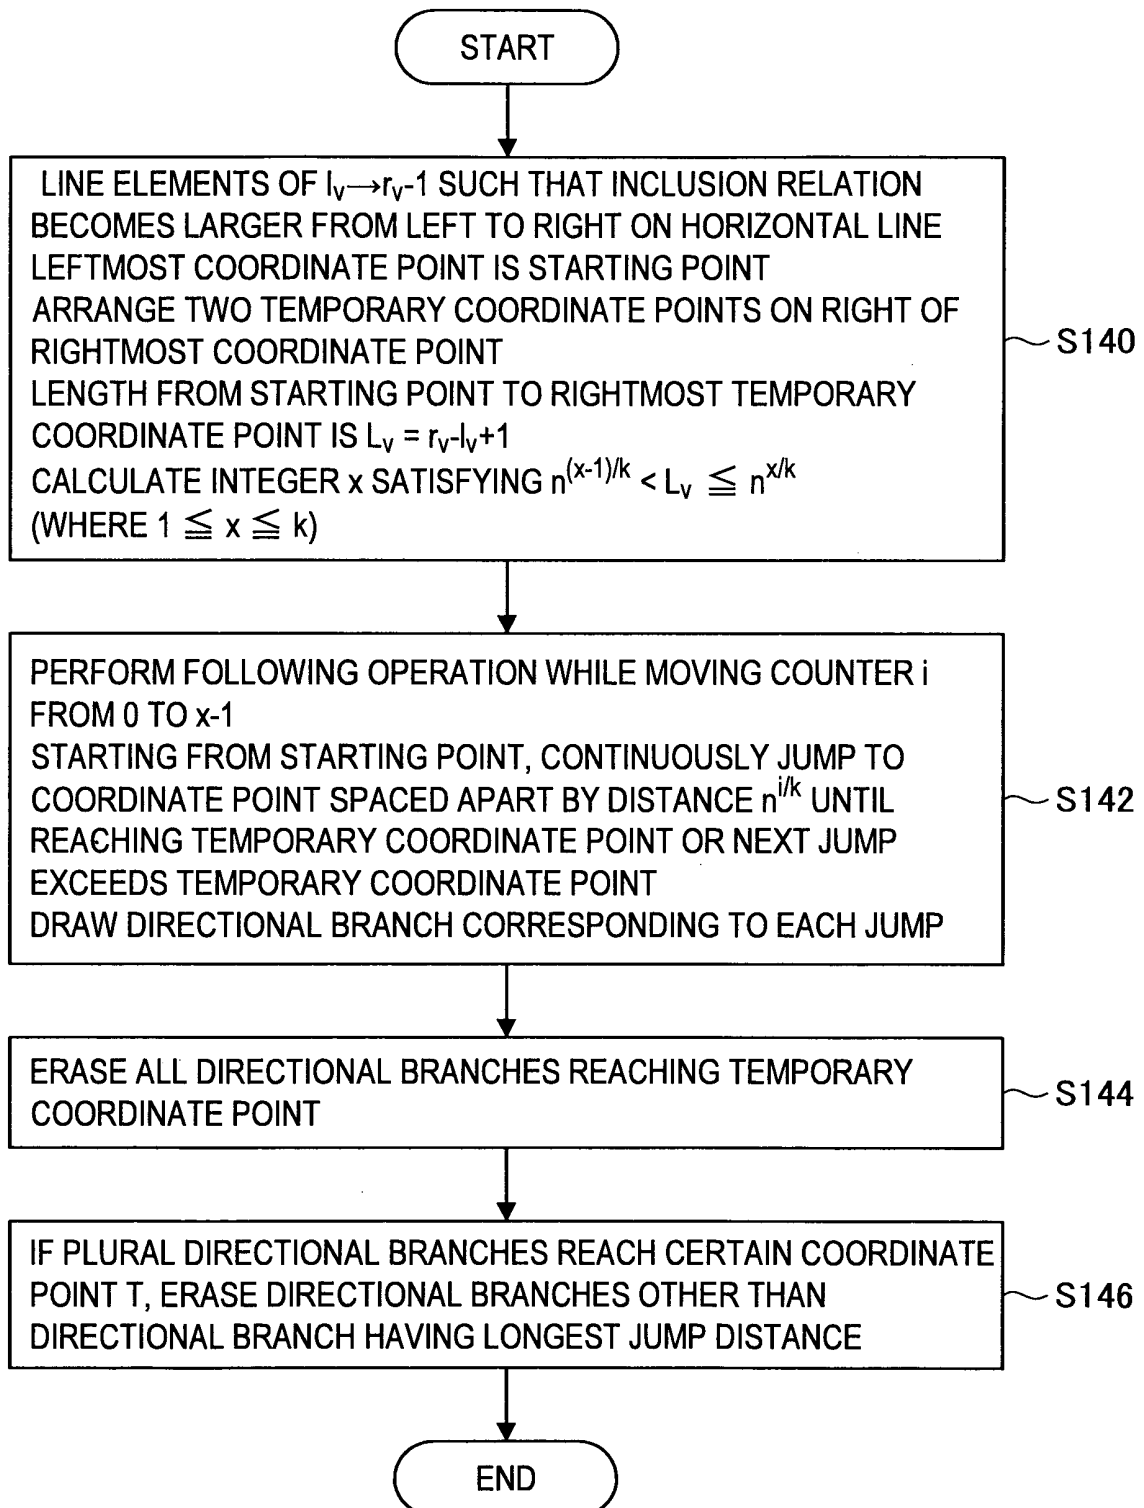 START
LINE ELEMENTS OF lᵥ→rᵥ-1 SUCH THAT INCLUSION RELATION
BECOMES LARGER FROM LEFT TO RIGHT ON HORIZONTAL LINE
LEFTMOST COORDINATE POINT IS STARTING POINT
ARRANGE TWO TEMPORARY COORDINATE POINTS ON RIGHT OF
RIGHTMOST COORDINATE POINT
LENGTH FROM STARTING POINT TO RIGHTMOST TEMPORARY
COORDINATE POINT IS Lᵥ = rᵥ-lᵥ+1
CALCULATE INTEGER x SATISFYING n^(x-1)/k < Lᵥ ≦ n^x/k
(WHERE 1 ≦ x ≦ k)
S140
PERFORM FOLLOWING OPERATION WHILE MOVING COUNTER i
FROM 0 TO x-1
STARTING FROM STARTING POINT, CONTINUOUSLY JUMP TO
COORDINATE POINT SPACED APART BY DISTANCE n^i/k UNTIL
REACHING TEMPORARY COORDINATE POINT OR NEXT JUMP
EXCEEDS TEMPORARY COORDINATE POINT
DRAW DIRECTIONAL BRANCH CORRESPONDING TO EACH JUMP
S142
ERASE ALL DIRECTIONAL BRANCHES REACHING TEMPORARY
COORDINATE POINT
S144
IF PLURAL DIRECTIONAL BRANCHES REACH CERTAIN COORDINATE
POINT T, ERASE DIRECTIONAL BRANCHES OTHER THAN
DIRECTIONAL BRANCH HAVING LONGEST JUMP DISTANCE
S146
END